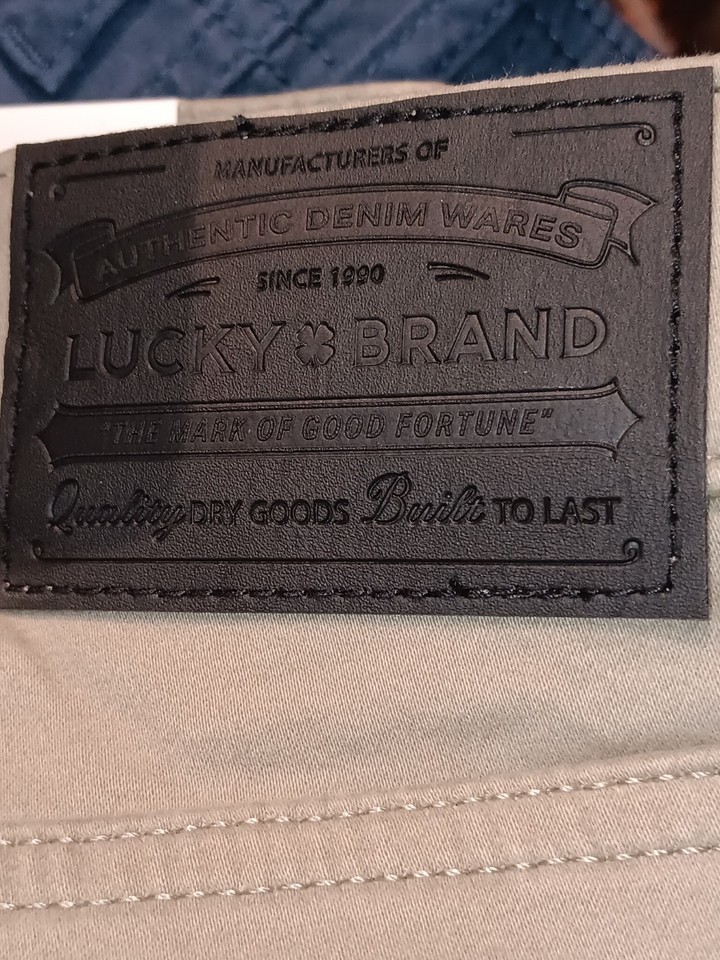 MANUFACTURERS OF
AUTHENTIC DENIM WARES
SINCE 1990
LUCKY BRAND
"THE MARK OF GOOD FORTUNE"
Quality DRY GOODS Built TO LAST